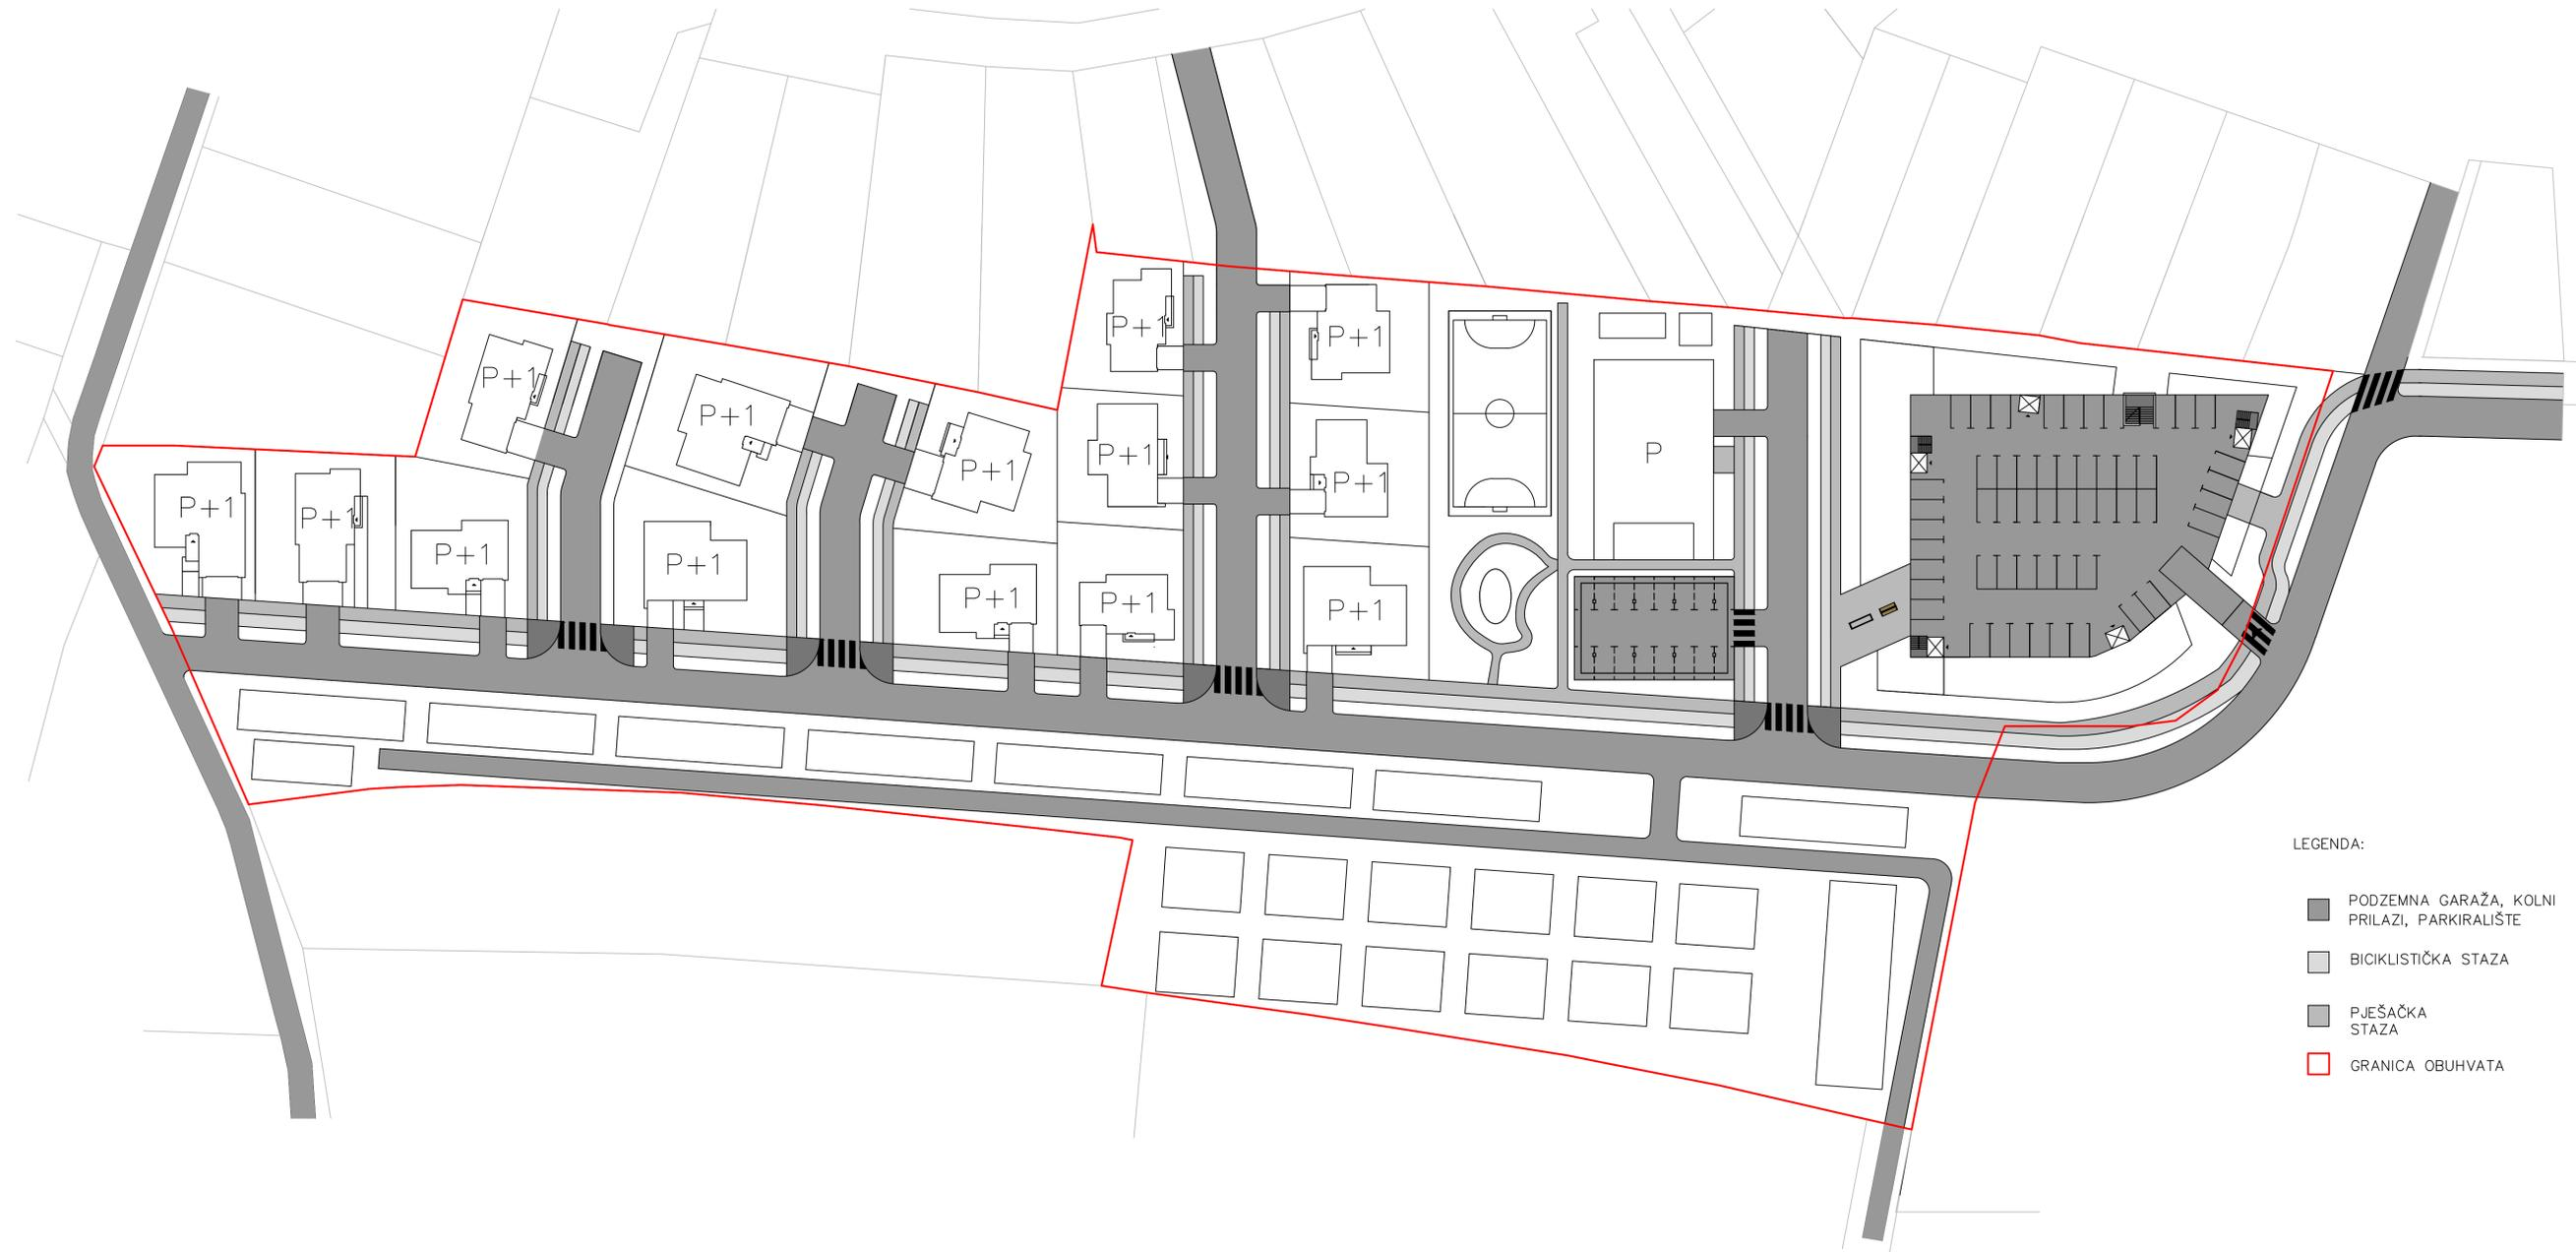 P+1
P+1
P+1
P+1
P
P+1
P+1
P+1
P+1
P+1
P+1
P+1
P+1
P+1
P+1
LEGENDA:
PODZEMNA GARAŽA, KOLNI
PRILAZI, PARKIRALIŠTE
BICIKLISTIČKA STAZA
PJEŠAČKA
STAZA
GRANICA OBUHVATA